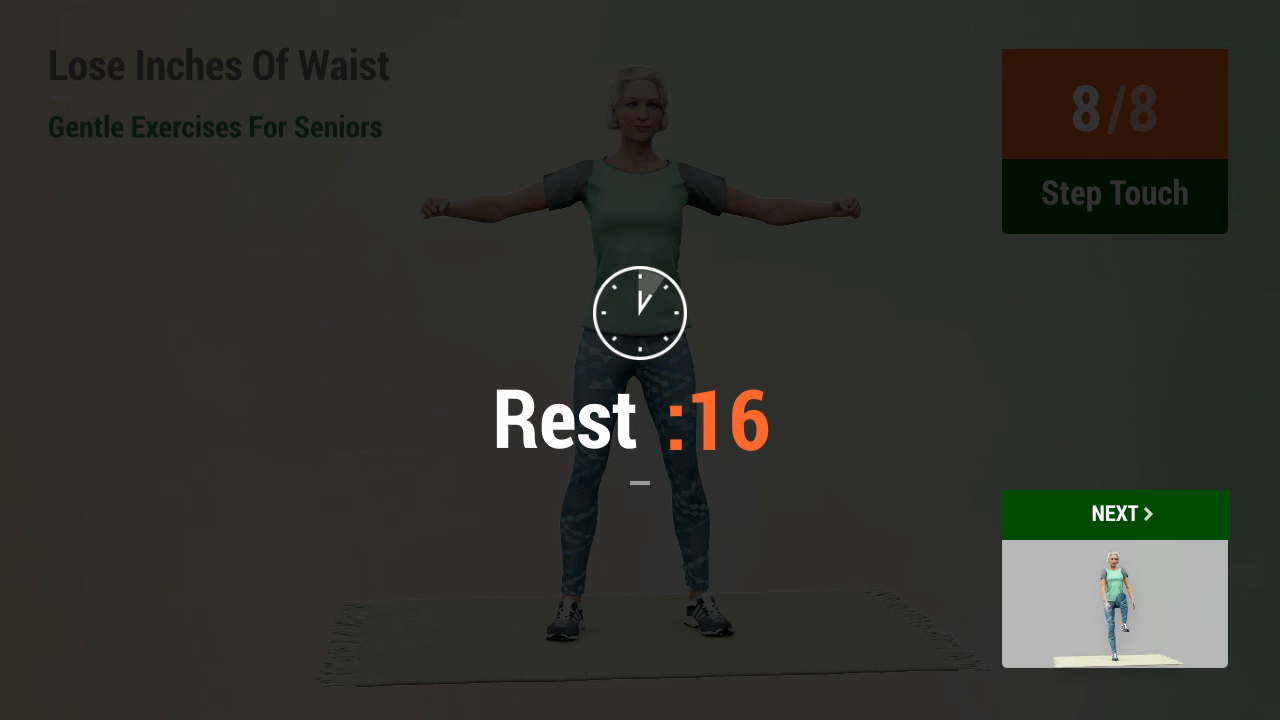 Lose Inches Of Waist
Gentle Exercises For Seniors
8/8
Step Touch
Rest :16
NEXT